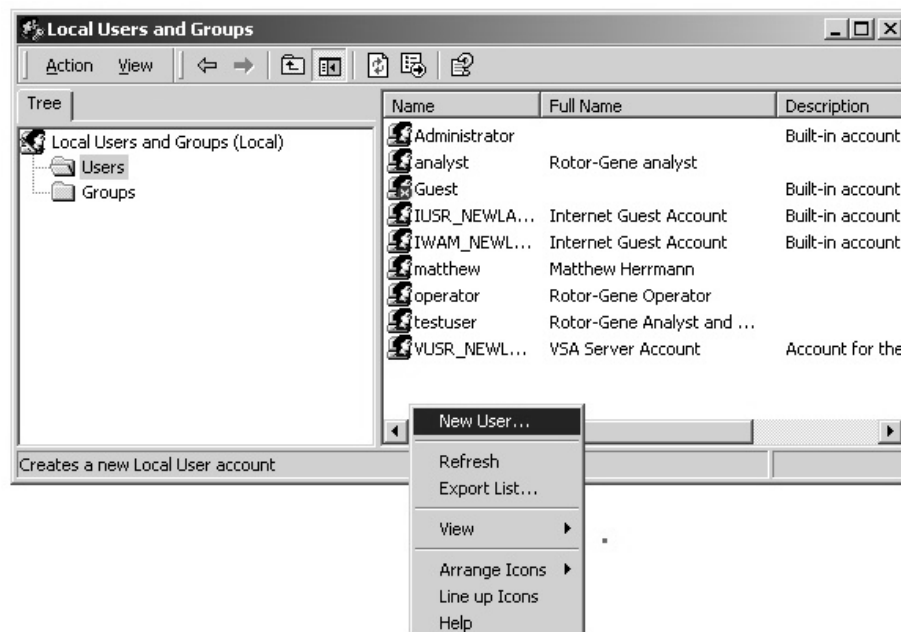 Local Users and Groups
Action View
Tree
Local Users and Groups (Local)
Users
Groups
Name Full Name Description
Administrator Built-in account
analyst Rotor-Gene analyst
Guest Built-in account
IUSR_NEWLA... Internet Guest Account Built-in account
IWAM_NEWL... Internet Guest Account Built-in account
matthew Matthew Herrmann
operator Rotor-Gene Operator
testuser Rotor-Gene Analyst and ...
VUSR_NEWL... VSA Server Account Account for the
New User...
Refresh
Export List...
View
Arrange Icons
Line up Icons
Help
Creates a new Local User account